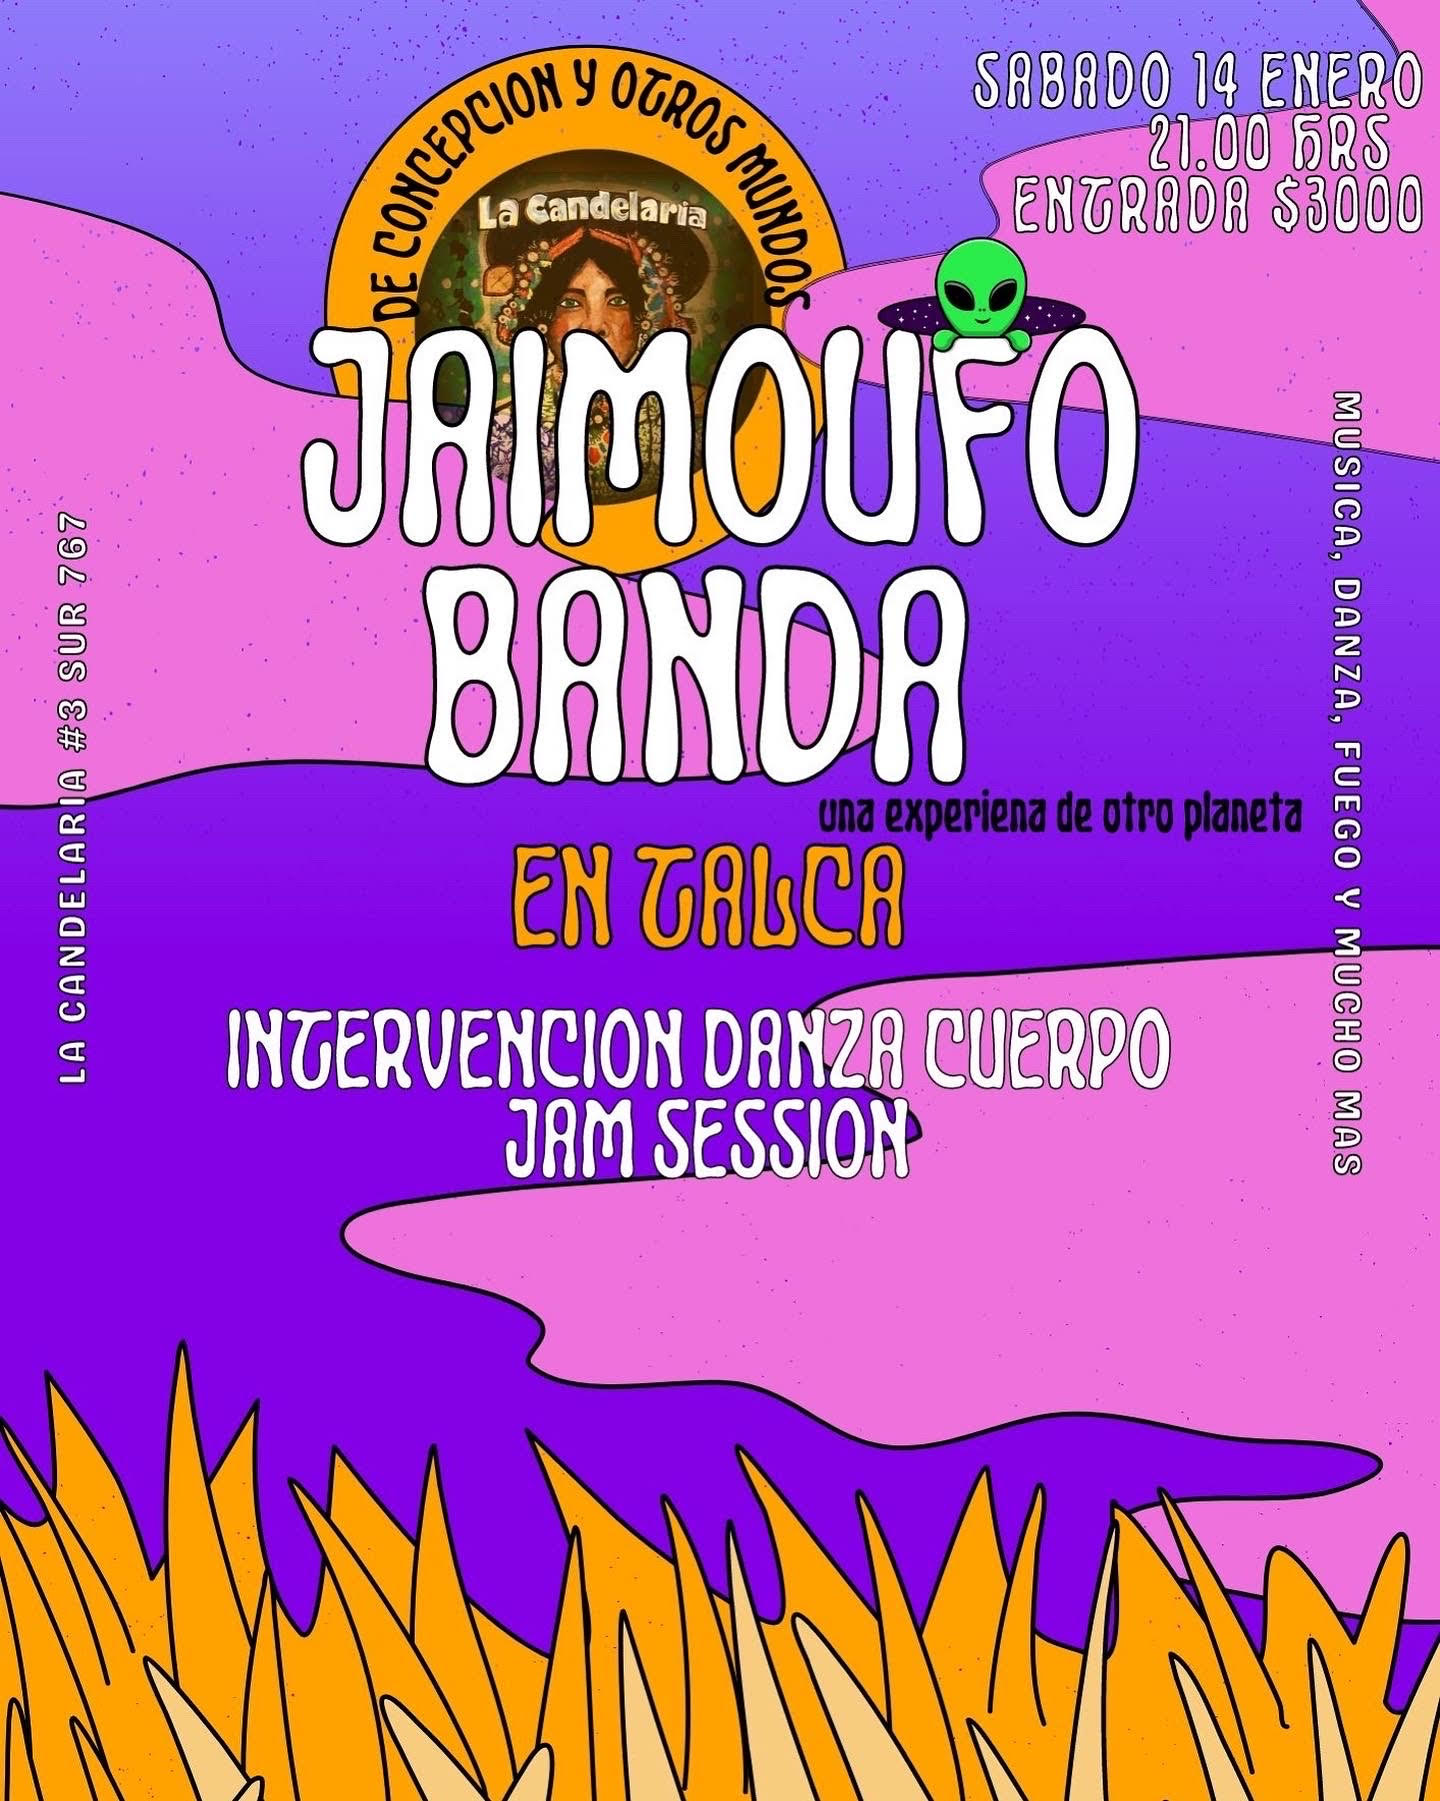 SABADO 14 ENERO
21.00 HRS
ENTRADA $3000
DE CONCEPCION Y OTROS MUNDOS
La Candelaria
JAIMOUFO
BANDA
una experiena de otro planeta
EN TALCA
INTERVENCION DANZA CUERPO
JAM SESSION
LA CANDELARIA #3 SUR 767
MUSICA, DANZA, FUEGO Y MUCHO MAS